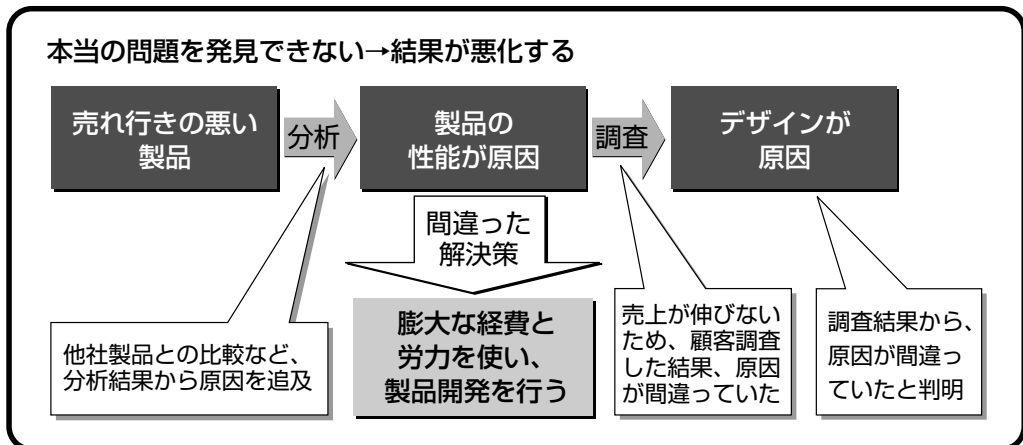 本当の問題を発見できない→結果が悪化する
売れ行きの悪い
製品
分析
製品の
性能が原因
調査
デザインが
原因
間違った
解決策
膨大な経費と
労力を使い、
製品開発を行う
他社製品との比較など、
分析結果から原因を追及
売上が伸びない
ため、顧客調査
した結果、原因
が間違っていた
調査結果から、
原因が間違っ
ていたと判明